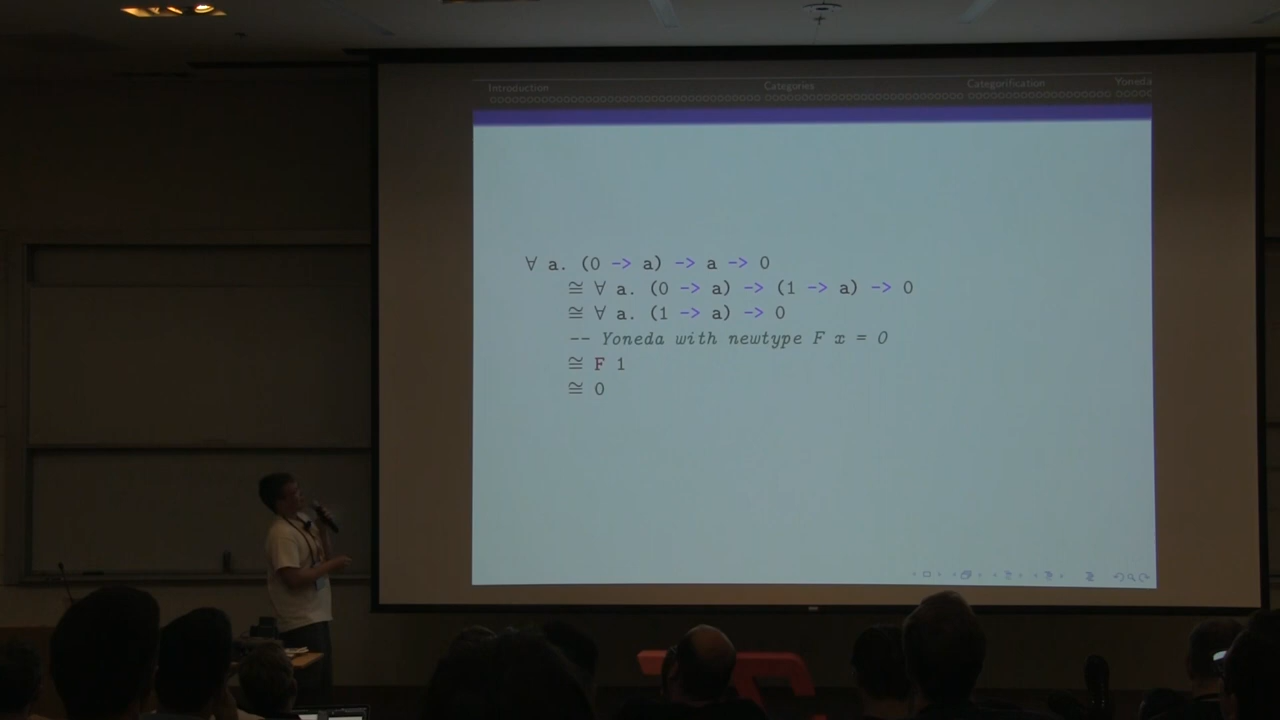 Introduction Categories Categorification Yoneda
∀ a. (0 -> a) -> a -> 0
≅ ∀ a. (0 -> a) -> (1 -> a) -> 0
≅ ∀ a. (1 -> a) -> 0
-- Yoneda with newtype F x = 0
≅ F 1
≅ 0